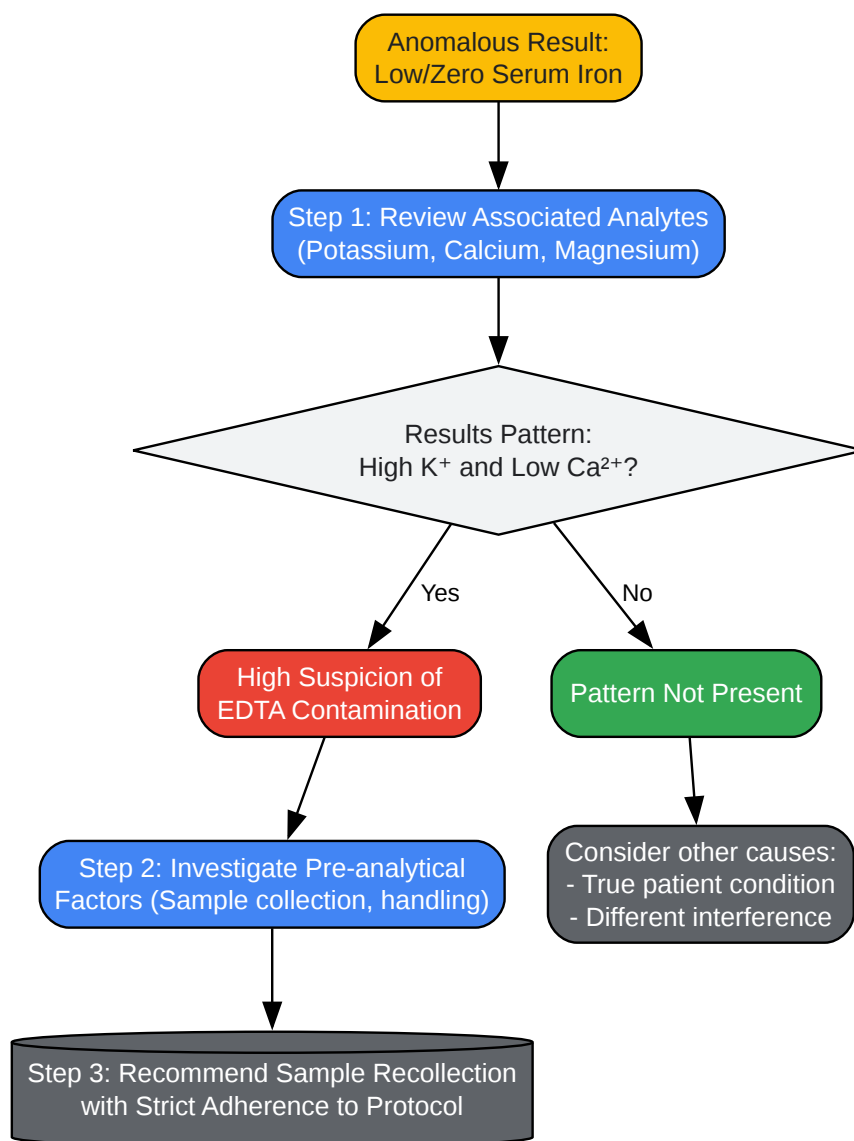 Anomalous Result:
Low/Zero Serum Iron
Step 1: Review Associated Analytes
(Potassium, Calcium, Magnesium)
Results Pattern:
High K⁺ and Low Ca²⁺?
Yes
No
High Suspicion of
EDTA Contamination
Pattern Not Present
Step 2: Investigate Pre-analytical
Factors (Sample collection, handling)
Consider other causes:
- True patient condition
- Different interference
Step 3: Recommend Sample Recollection
with Strict Adherence to Protocol